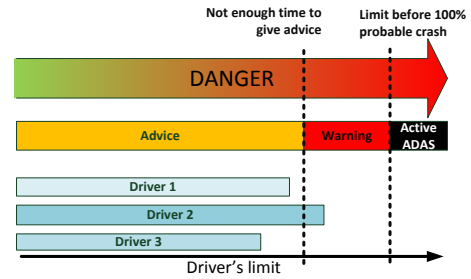 Not enough time to
give advice
Limit before 100%
probable crash
DANGER
Advice
Warning
Active
ADAS
Driver 1
Driver 2
Driver 3
Driver's limit